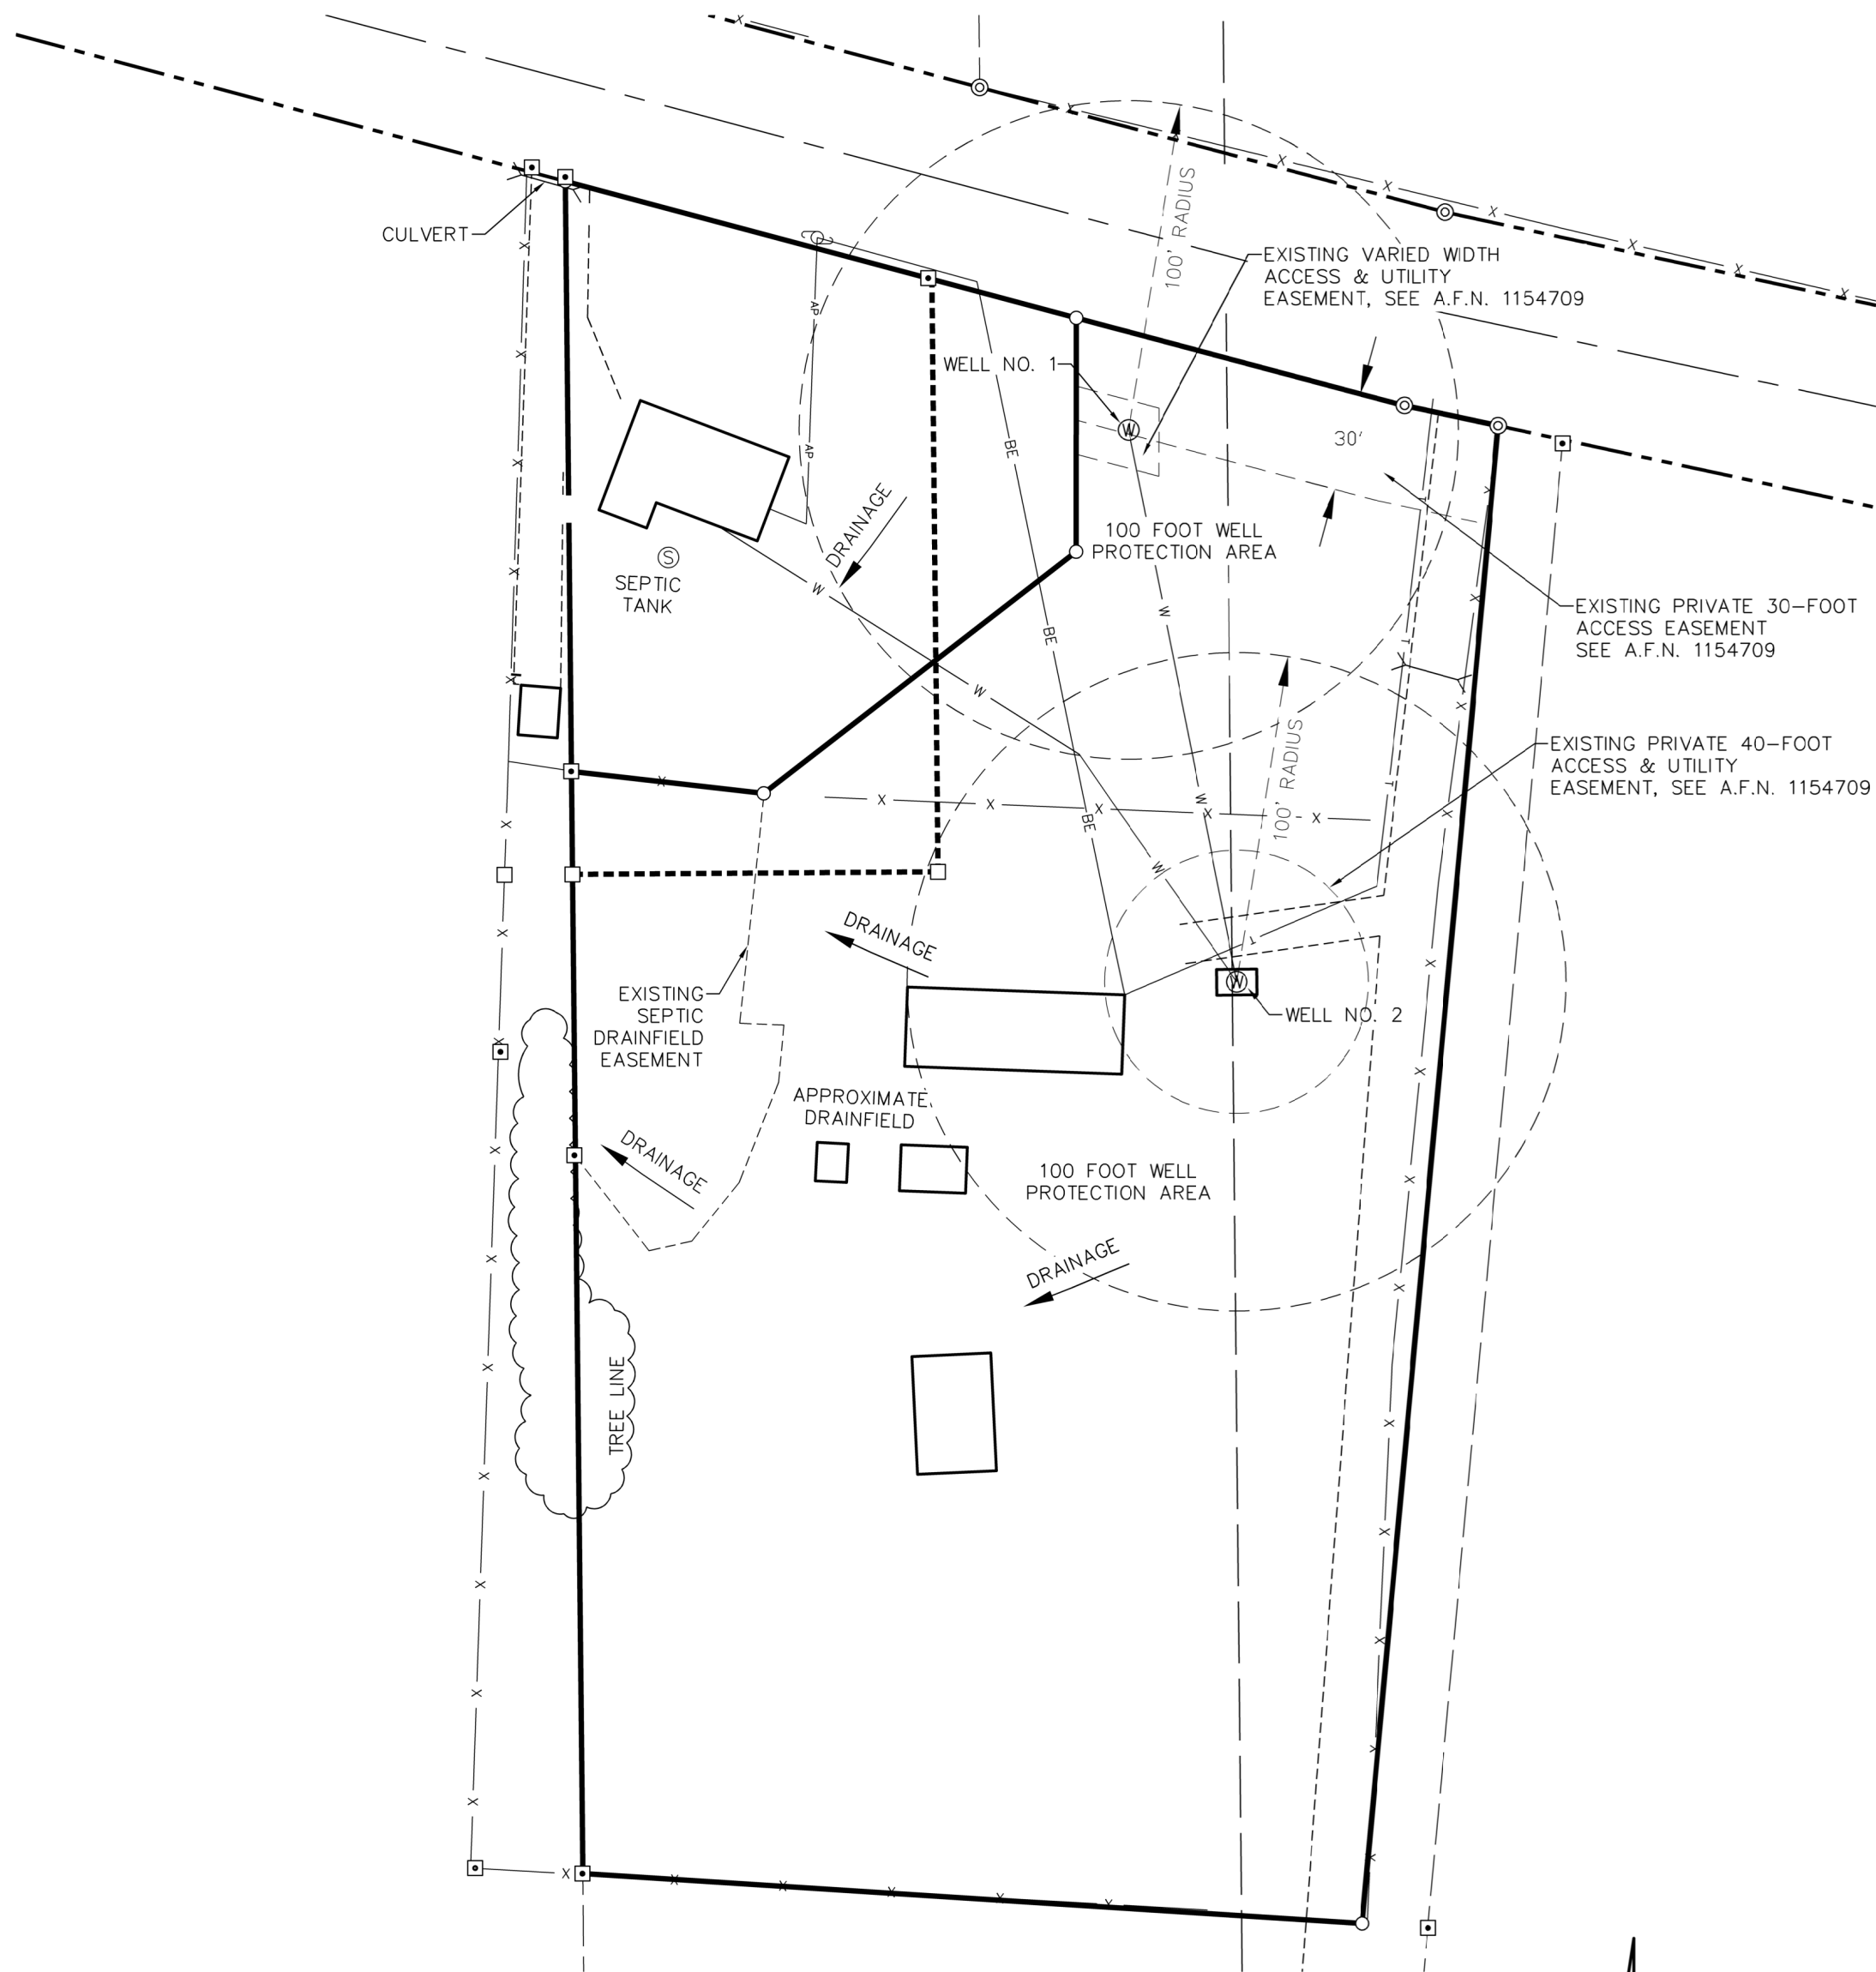 CULVERT
100' RADIUS
EXISTING VARIED WIDTH
ACCESS & UTILITY
EASEMENT, SEE A.F.N. 1154709
WELL NO. 1
W
AP
AP
BE
30'
DRAINAGE
100 FOOT WELL
PROTECTION AREA
S
SEPTIC
TANK
W
W
BE
EXISTING PRIVATE 30-FOOT
ACCESS EASEMENT
SEE A.F.N. 1154709
W
100' RADIUS
EXISTING PRIVATE 40-FOOT
ACCESS & UTILITY
EASEMENT, SEE A.F.N. 1154709
W
BE
W
DRAINAGE
W
WELL NO. 2
EXISTING
SEPTIC
DRAINFIELD
EASEMENT
APPROXIMATE
DRAINFIELD
DRAINAGE
100 FOOT WELL
PROTECTION AREA
DRAINAGE
TREE LINE